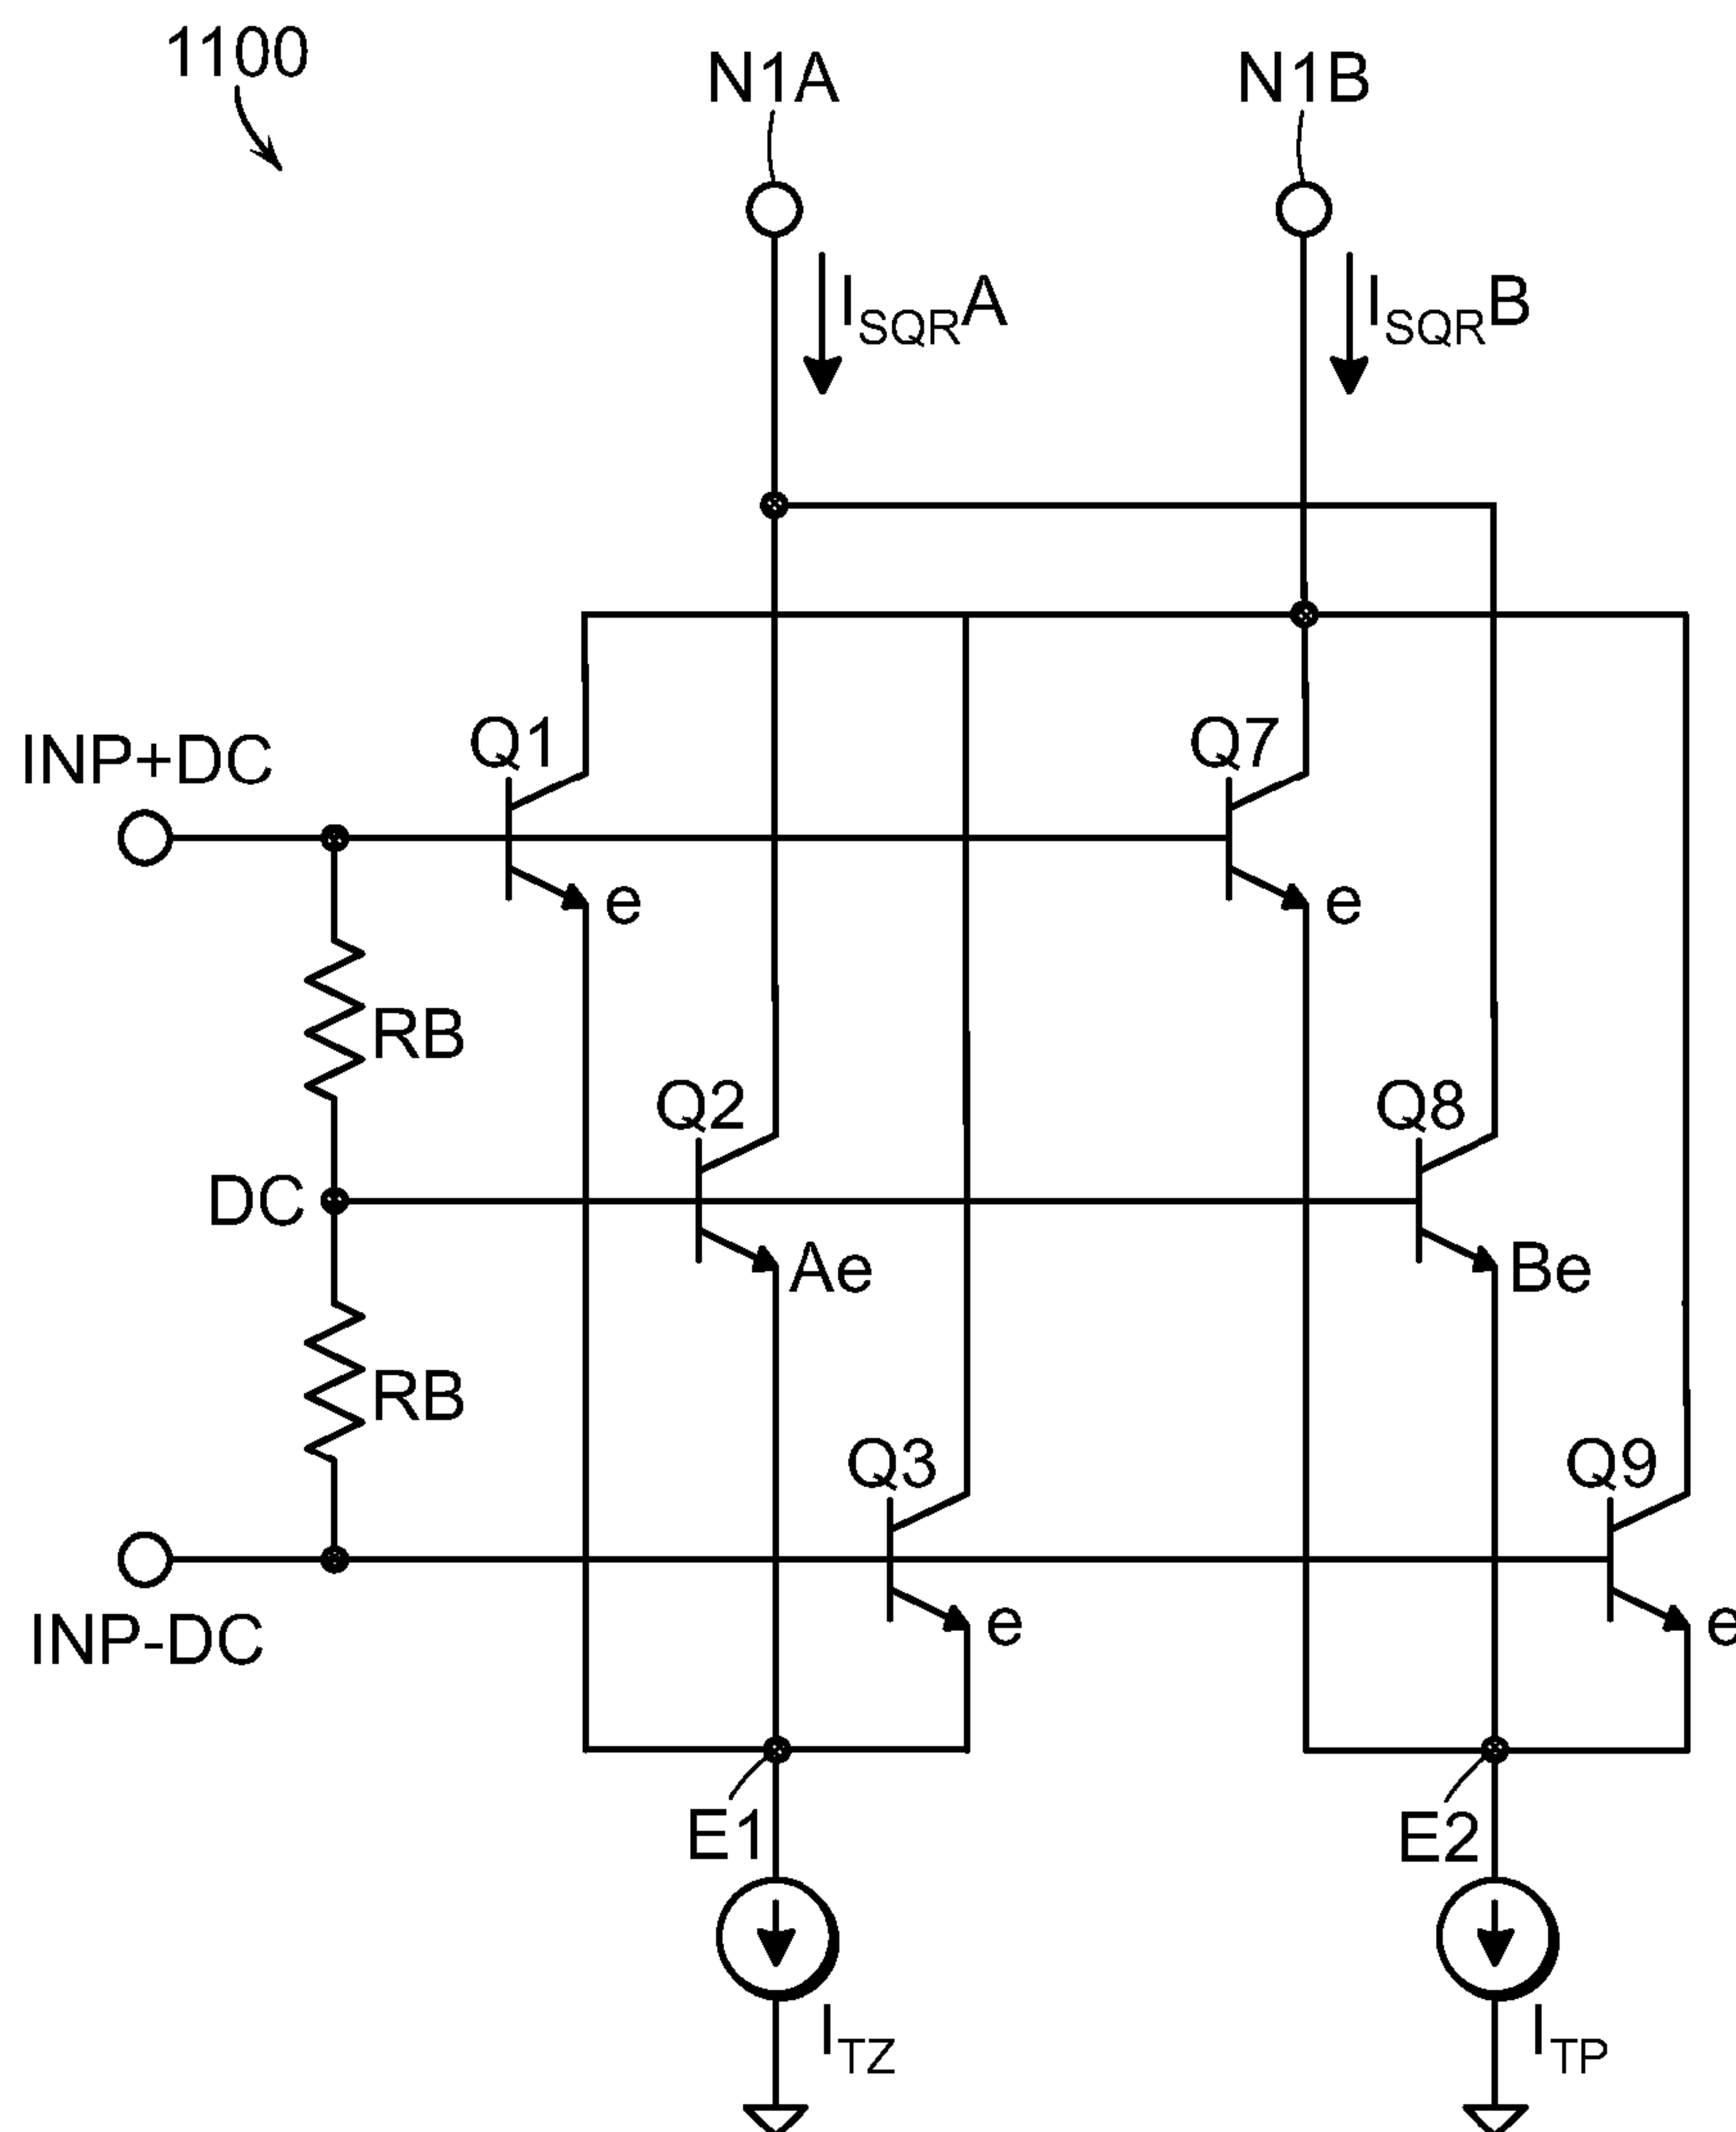 1100
N1A
N1B
ISQRA
ISQRB
Q1
Q7
INP+DC
e
e
RB
Q2
Q8
DC
Ae
Be
RB
Q3
Q9
INP-DC
e
e
E1
E2
ITZ
ITP